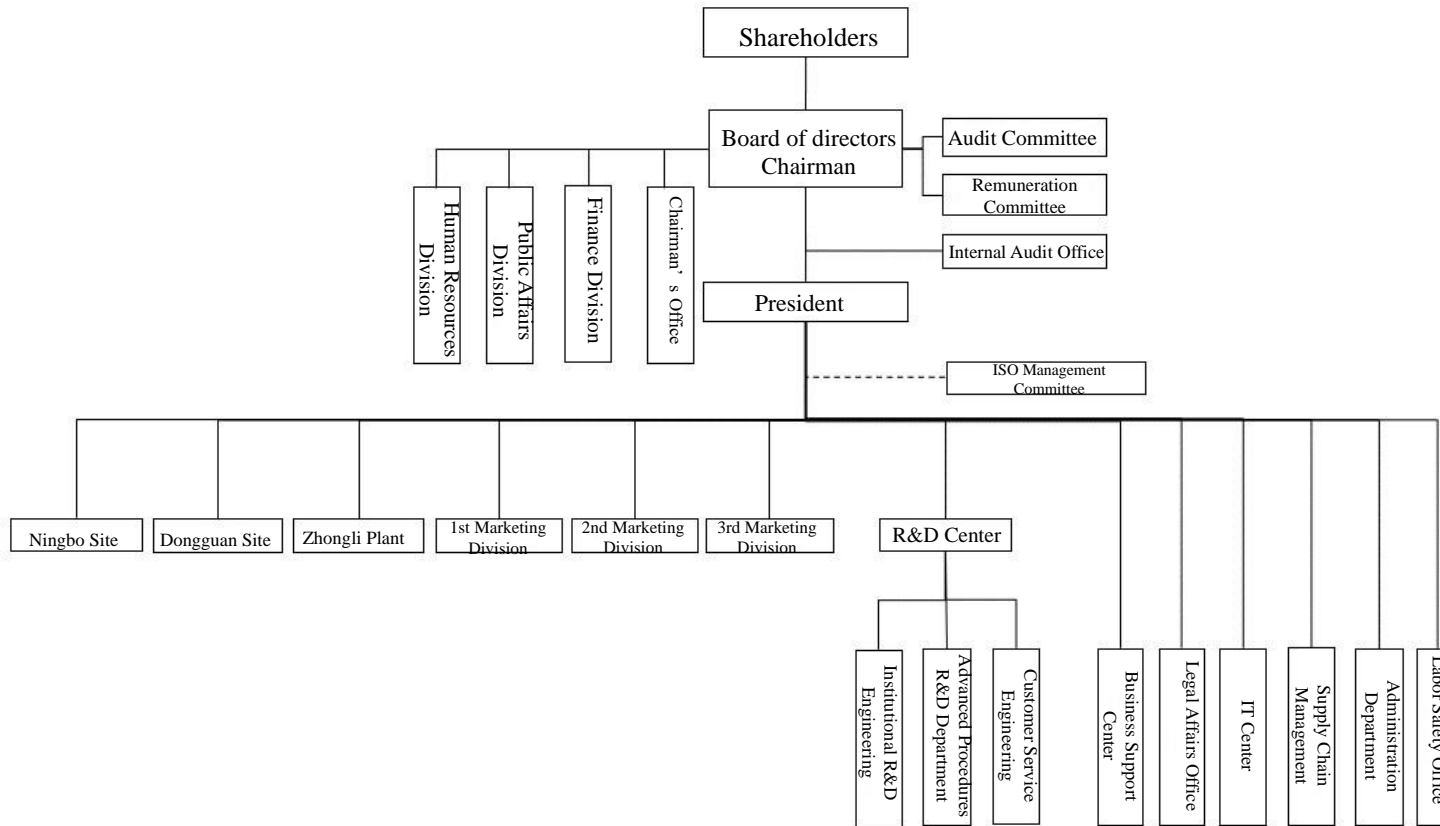 Shareholders
Board of directors
Chairman
Audit Committee
Remuneration
Committee
Internal Audit Office
Human Resources
Division
Public Affairs
Division
Finance Division
Chairman’s Office
President
ISO Management
Committee
Ningbo Site
Dongguan Site
Zhongli Plant
1st Marketing
Division
2nd Marketing
Division
3rd Marketing
Division
R&D Center
Institutional R&D
Engineering
Advanced Procedures
R&D Department
Customer Service
Engineering
Business Support
Center
Legal Affairs Office
IT Center
Supply Chain
Management
Administration
Department
Labor Safety Office